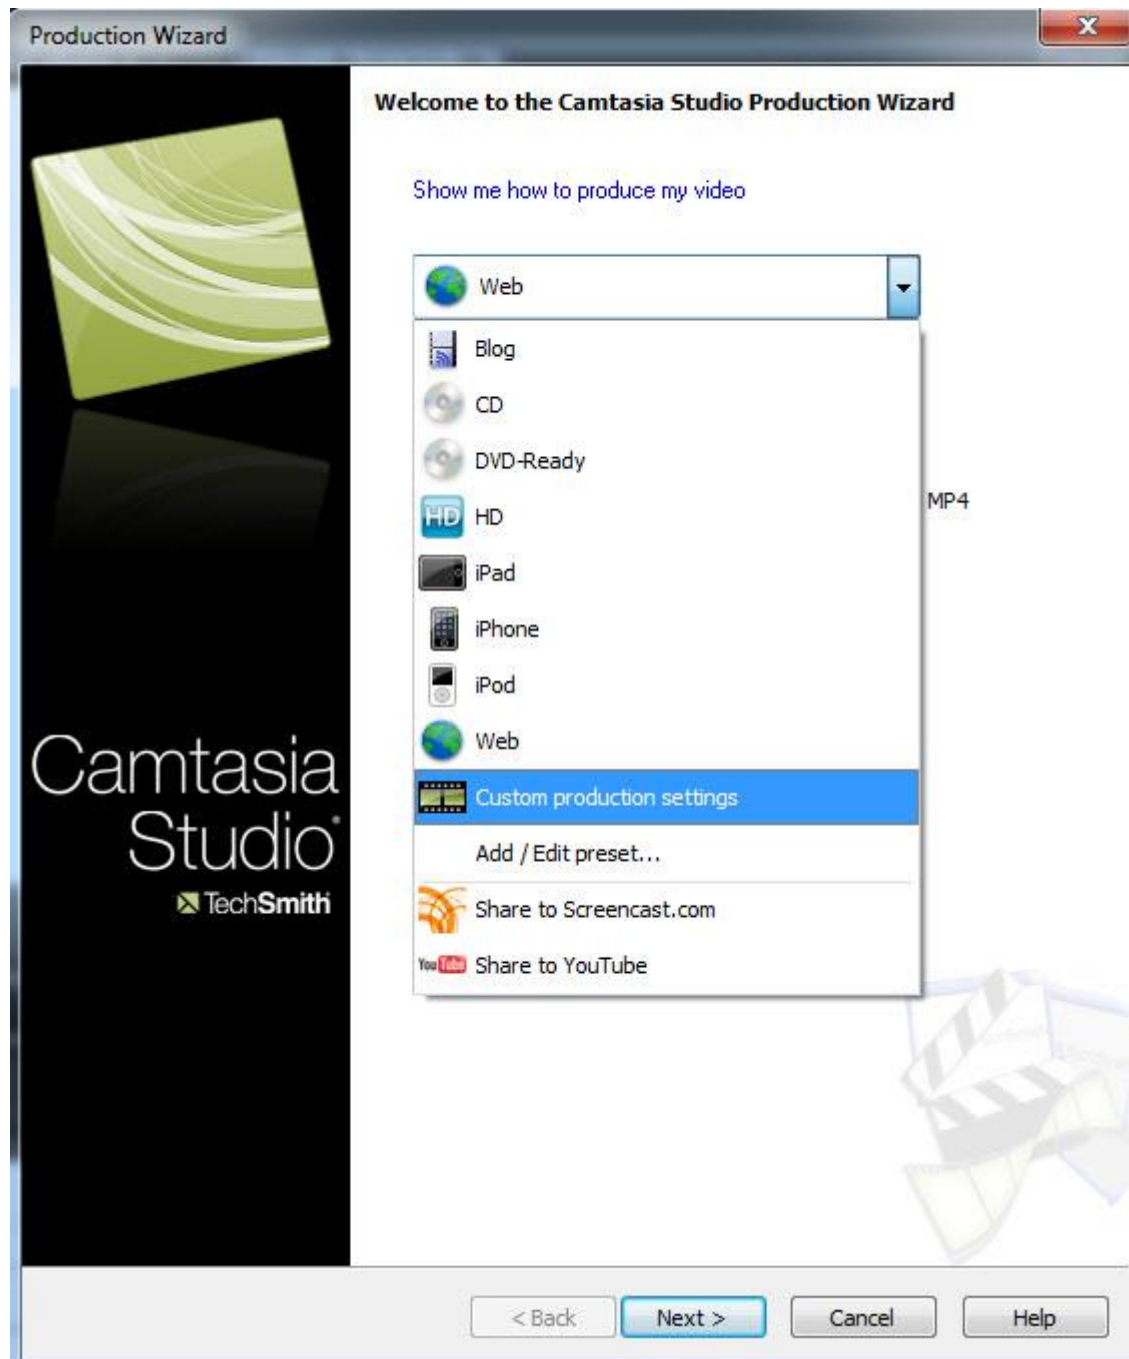 Production Wizard
X
Welcome to the Camtasia Studio Production Wizard
Show me how to produce my video
Web
Blog
CD
DVD-Ready
HD HD
MP4
iPad
iPhone
iPod
Web
Custom production settings
Add / Edit preset...
Share to Screencast.com
You Tube Share to YouTube
Camtasia
Studio
TechSmith
< Back Next > Cancel Help